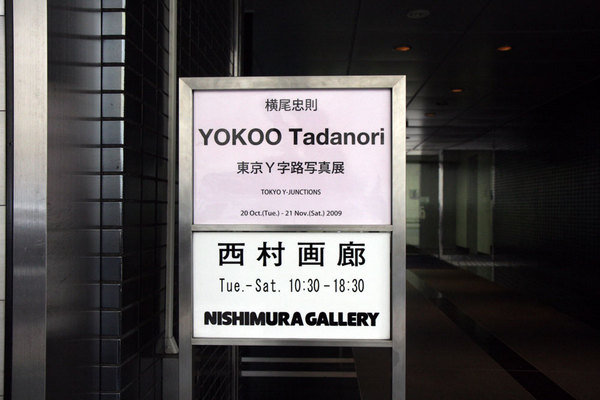 横尾忠則
YOKOO Tadanori
東京Y字路写真展
TOKYO Y-JUNCTIONS
20 Oct.(Tue.) - 21 Nov.(Sat.) 2009
西村画廊
Tue.-Sat. 10:30-18:30
NISHIMURA GALLERY